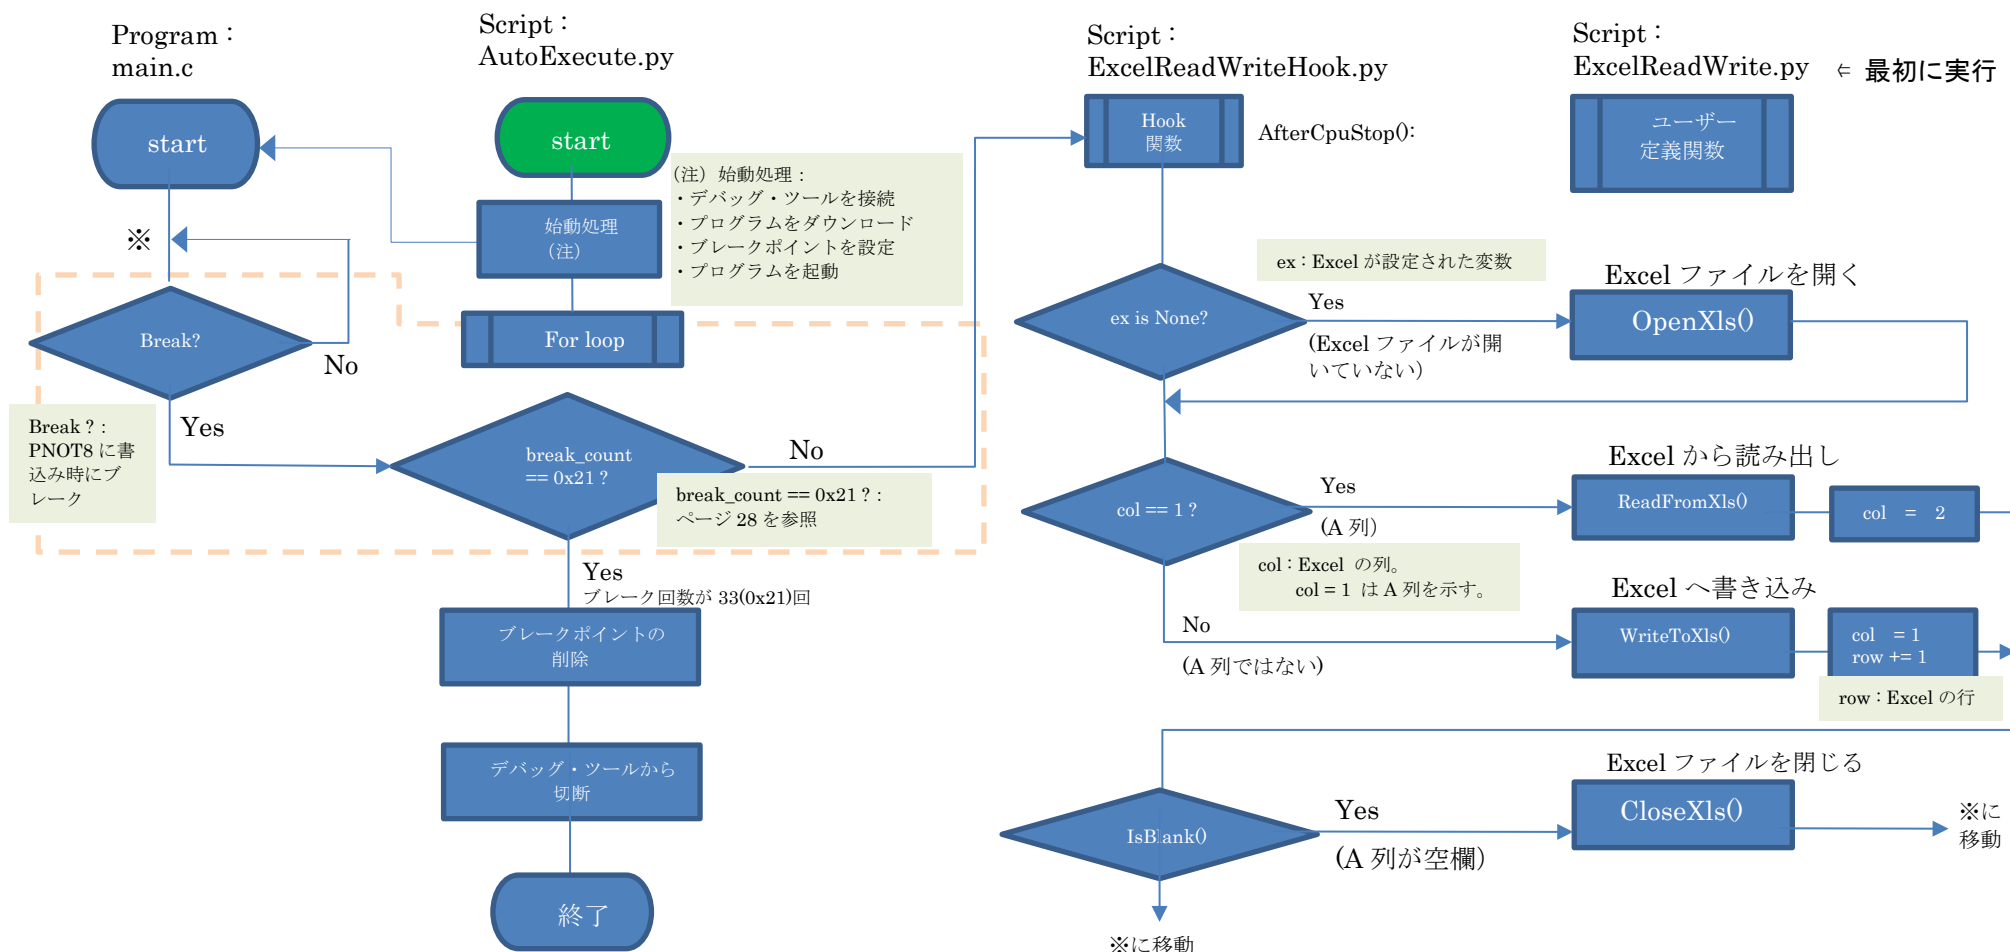 Program：
main.c
start
※
Break?
No
Yes
Break？：
PNOT8 に書
込み時にブ
レーク
Script：
AutoExecute.py
start
始動処理
（注）
（注）始動処理：
・デバッグ・ツールを接続
・プログラムをダウンロード
・ブレークポイントを設定
・プログラムを起動
For loop
break_count
== 0x21？
No
break_count == 0x21？：
ページ 28 を参照
Yes
ブレーク回数が 33(0x21)回
ブレークポイントの
削除
デバッグ・ツールから
切断
終了
Script：
ExcelReadWriteHook.py
Hook
関数
AfterCpuStop():
ex：Excel が設定された変数
ex is None?
Yes
(Excel ファイルが開
いていない)
col == 1？
Yes
(A 列)
col：Excel の列。
col = 1 は A 列を示す。
No
(A 列ではない)
IsBlank()
Yes
(A 列が空欄)
※に移動
Script：
ExcelReadWrite.py ⇐ 最初に実行
ユーザー
定義関数
Excel ファイルを開く
OpenXls()
Excel から読み出し
ReadFromXls()
col = 2
Excel へ書き込み
WriteToXls()
col = 1
row += 1
row：Excel の行
Excel ファイルを閉じる
CloseXls()
※に
移動